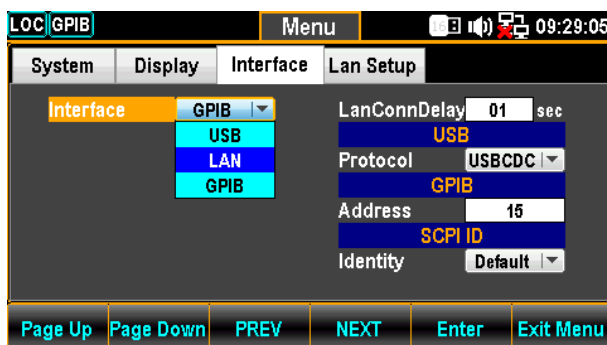 LOC GPIB Menu 16 09:29:05
System Display Interface Lan Setup
Interface GPIB
USB
LAN
GPIB
LanConnDelay 01 sec
USB
Protocol USBCDC
GPIB
Address 15
SCPI ID
Identity Default
Page Up Page Down PREV NEXT Enter Exit Menu